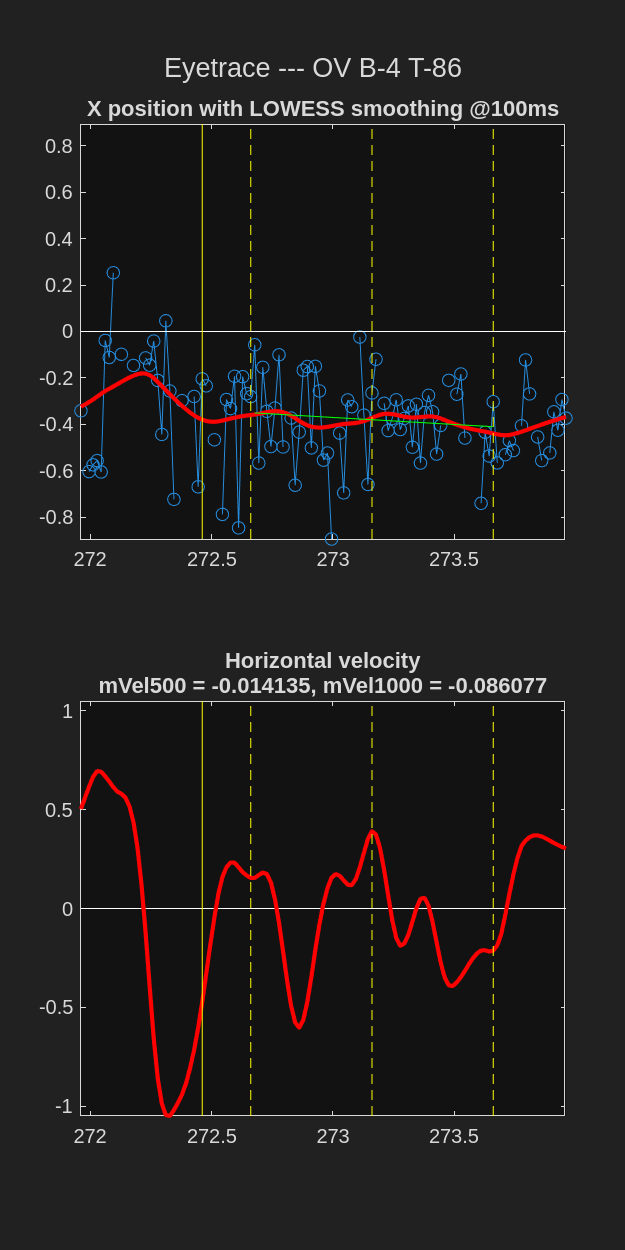 Eyetrace --- OV B-4 T-86
X position with LOWESS smoothing @100ms
0.8
0.6
0.4
0.2
0
-0.2
-0.4
-0.6
-0.8
272 272.5 273 273.5
Horizontal velocity
mVel500 = -0.014135, mVel1000 = -0.086077
1
0.5
0
-0.5
-1
272 272.5 273 273.5